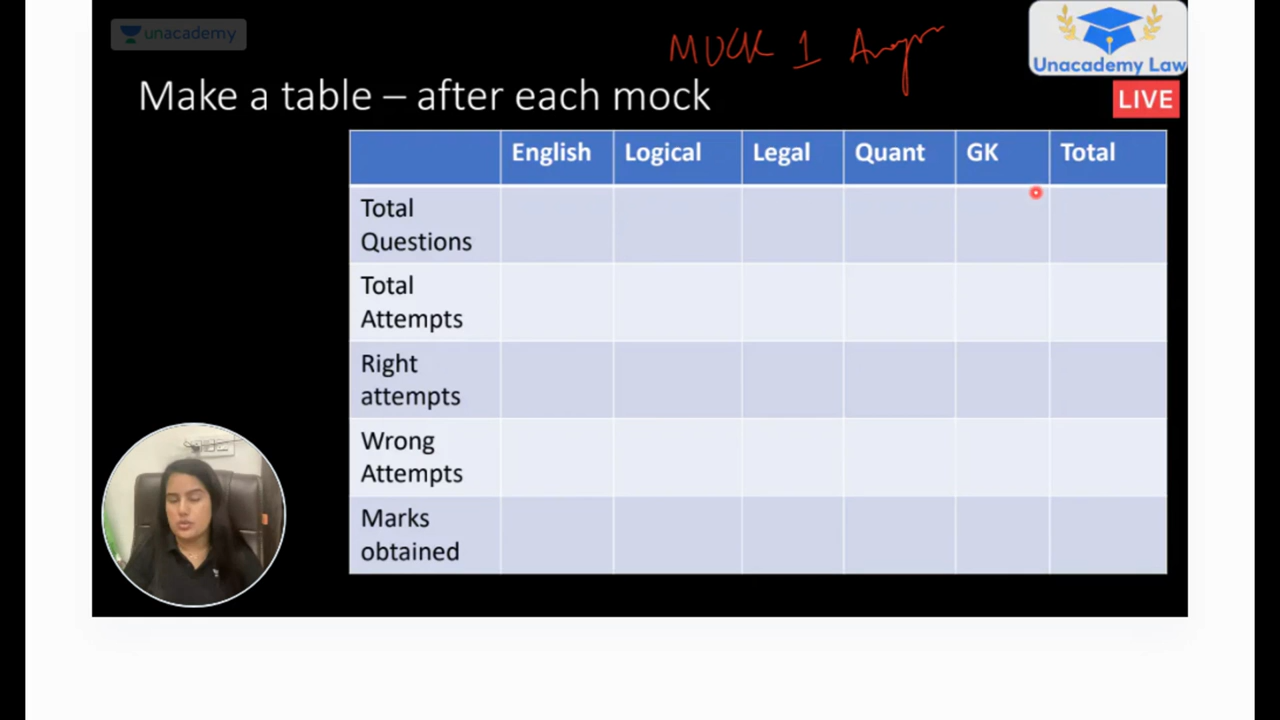 unacademy
MOCK 1
Unacademy Law
LIVE
Make a table – after each mock
English Logical Legal Quant GK Total
Total
Questions
Total
Attempts
Right
attempts
Wrong
Attempts
Marks
obtained